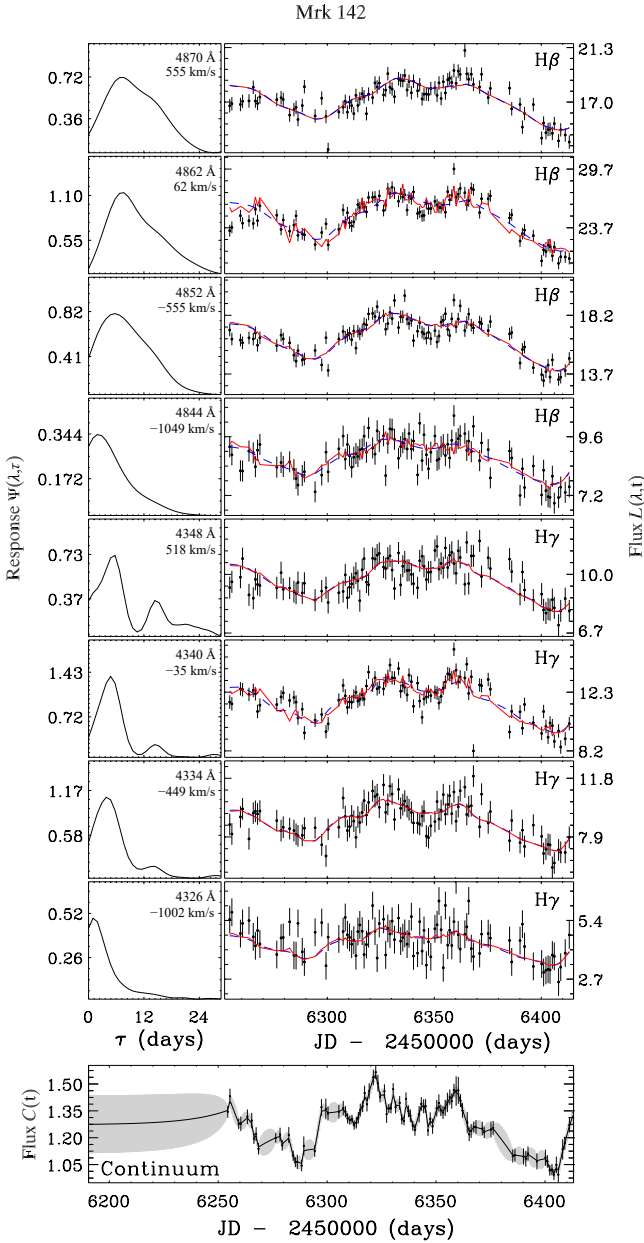 Mrk 142
4870 Å
555 km/s
0.72
0.36
Hβ
21.3
17.0
4862 Å
62 km/s
1.10
0.55
Hβ
29.7
23.7
4852 Å
−555 km/s
0.82
0.41
Hβ
18.2
13.7
4844 Å
−1049 km/s
0.344
0.172
Hβ
9.6
7.2
Response Ψ(λ,τ)
Flux L(λ,t)
4348 Å
518 km/s
0.73
0.37
Hγ
10.0
6.7
4340 Å
−35 km/s
1.43
0.72
Hγ
12.3
8.2
4334 Å
−449 km/s
1.17
0.58
Hγ
11.8
7.9
4326 Å
−1002 km/s
0.52
0.26
Hγ
5.4
2.7
0 12 24
6300 6350 6400
τ (days)
JD − 2450000 (days)
Flux C(t)
1.50
1.35
1.20
1.05
Continuum
6200 6250 6300 6350 6400
JD − 2450000 (days)